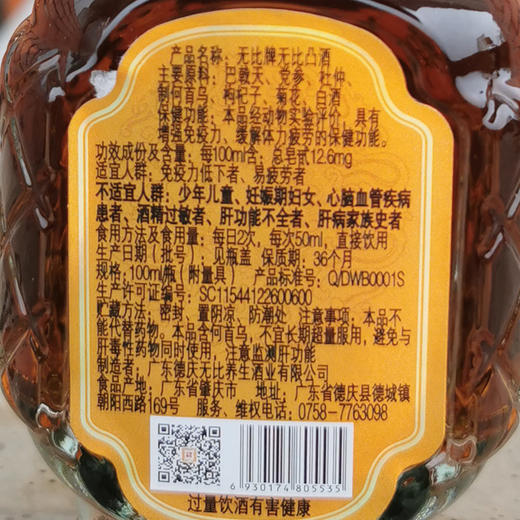 产品名称：无比牌无比凸酒
主要原料：巴戟天、党参、杜仲、
制何首乌、枸杞子、菊花、白酒
保健功能：本品经动物实验评价，具有
增强免疫力、缓解体力疲劳的保健功能。
功效成份及含量：每100ml含：总皂甙12.6mg
适宜人群：免疫力低下者、易疲劳者
不适宜人群：少年儿童、妊娠期妇女、心脑血管疾病
患者、酒精过敏者、肝功能不全者、肝病家族史者
食用方法及食用量：每日2次，每次50ml，直接饮用
生产日期（批号）：见瓶盖 保质期：36个月
规格：100ml/瓶（附量具） 产品标准号：Q/DWB0001S
生产许可证编号：SC11544122600600
贮藏方法：密封，置阴凉、防潮处 注意事项：本品不
能代替药物，本品含何首乌，不宜长期超量服用，避免与
肝毒性药物同时使用，注意监测肝功能
制造者：广东德庆无比养生酒业有限公司
食品产地：广东省肇庆市 地址：广东省德庆县德城镇
朝阳西路169号 服务、维权电话：0758-7763098
6 930174 805535
过量饮酒有害健康